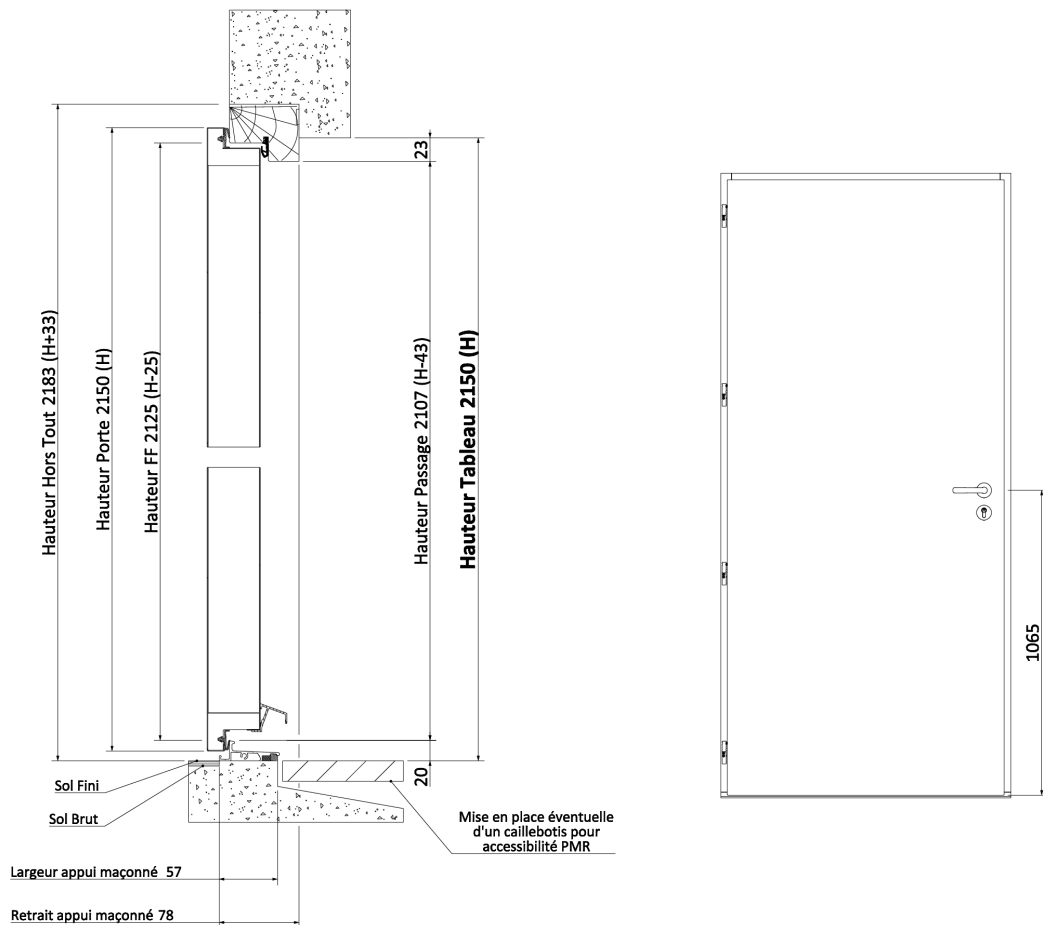 Hauteur Hors Tout 2183 (H+33)
Hauteur Porte 2150 (H)
Hauteur FF 2125 (H-25)
23
Hauteur Passage 2107 (H-43)
Hauteur Tableau 2150 (H)
20
Sol Fini
Sol Brut
Mise en place éventuelle
d'un caillebotis pour
accessibilité PMR
Largeur appui maçonné 57
Retrait appui maçonné 78
1065